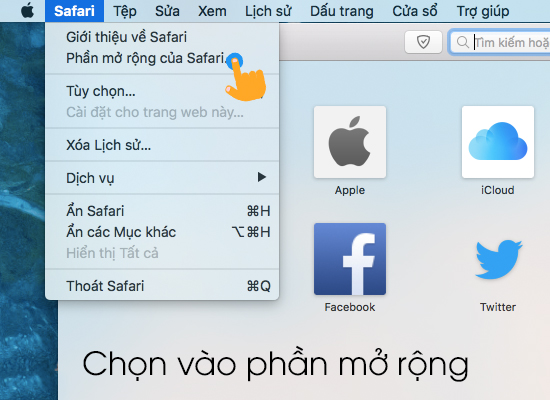 Safari Tệp Sửa Xem Lịch sử Dấu trang Cửa sổ Trợ giúp
Giới thiệu về Safari
Phần mở rộng của Safari...
Tìm kiếm hoặ
Tùy chọn...
Cài đặt cho trang web này...
Xóa Lịch sử...
Dịch vụ
Ẩn Safari ⌘H
Ẩn các Mục khác ⌥⌘H
Hiển thị Tất cả
Thoát Safari ⌘Q
Apple
iCloud
Facebook
Twitter
Chọn vào phần mở rộng